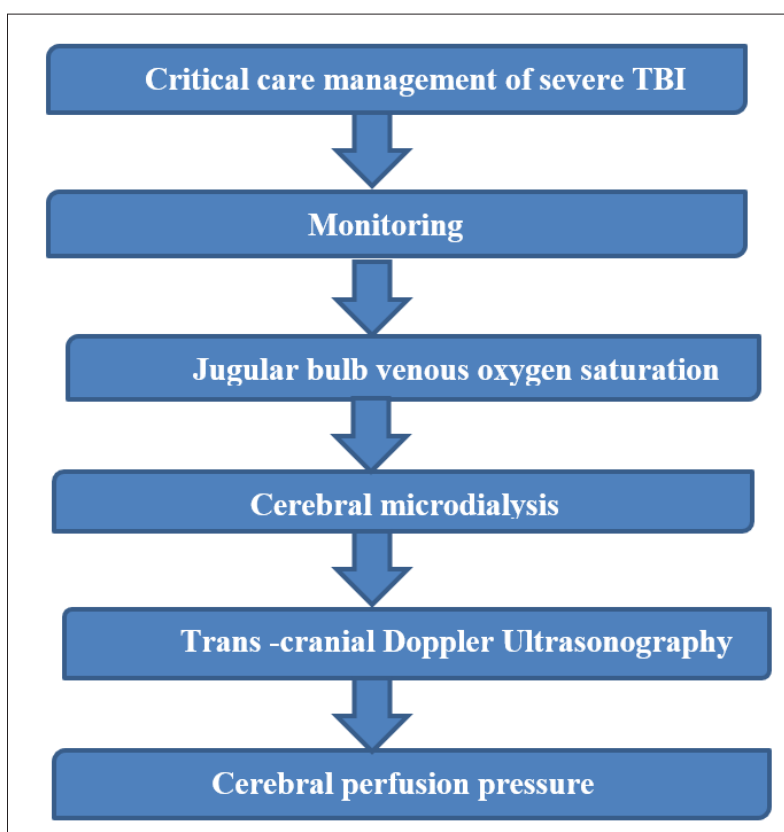 Critical care management of severe TBI
Monitoring
Jugular bulb venous oxygen saturation
Cerebral microdialysis
Trans -cranial Doppler Ultrasonography
Cerebral perfusion pressure